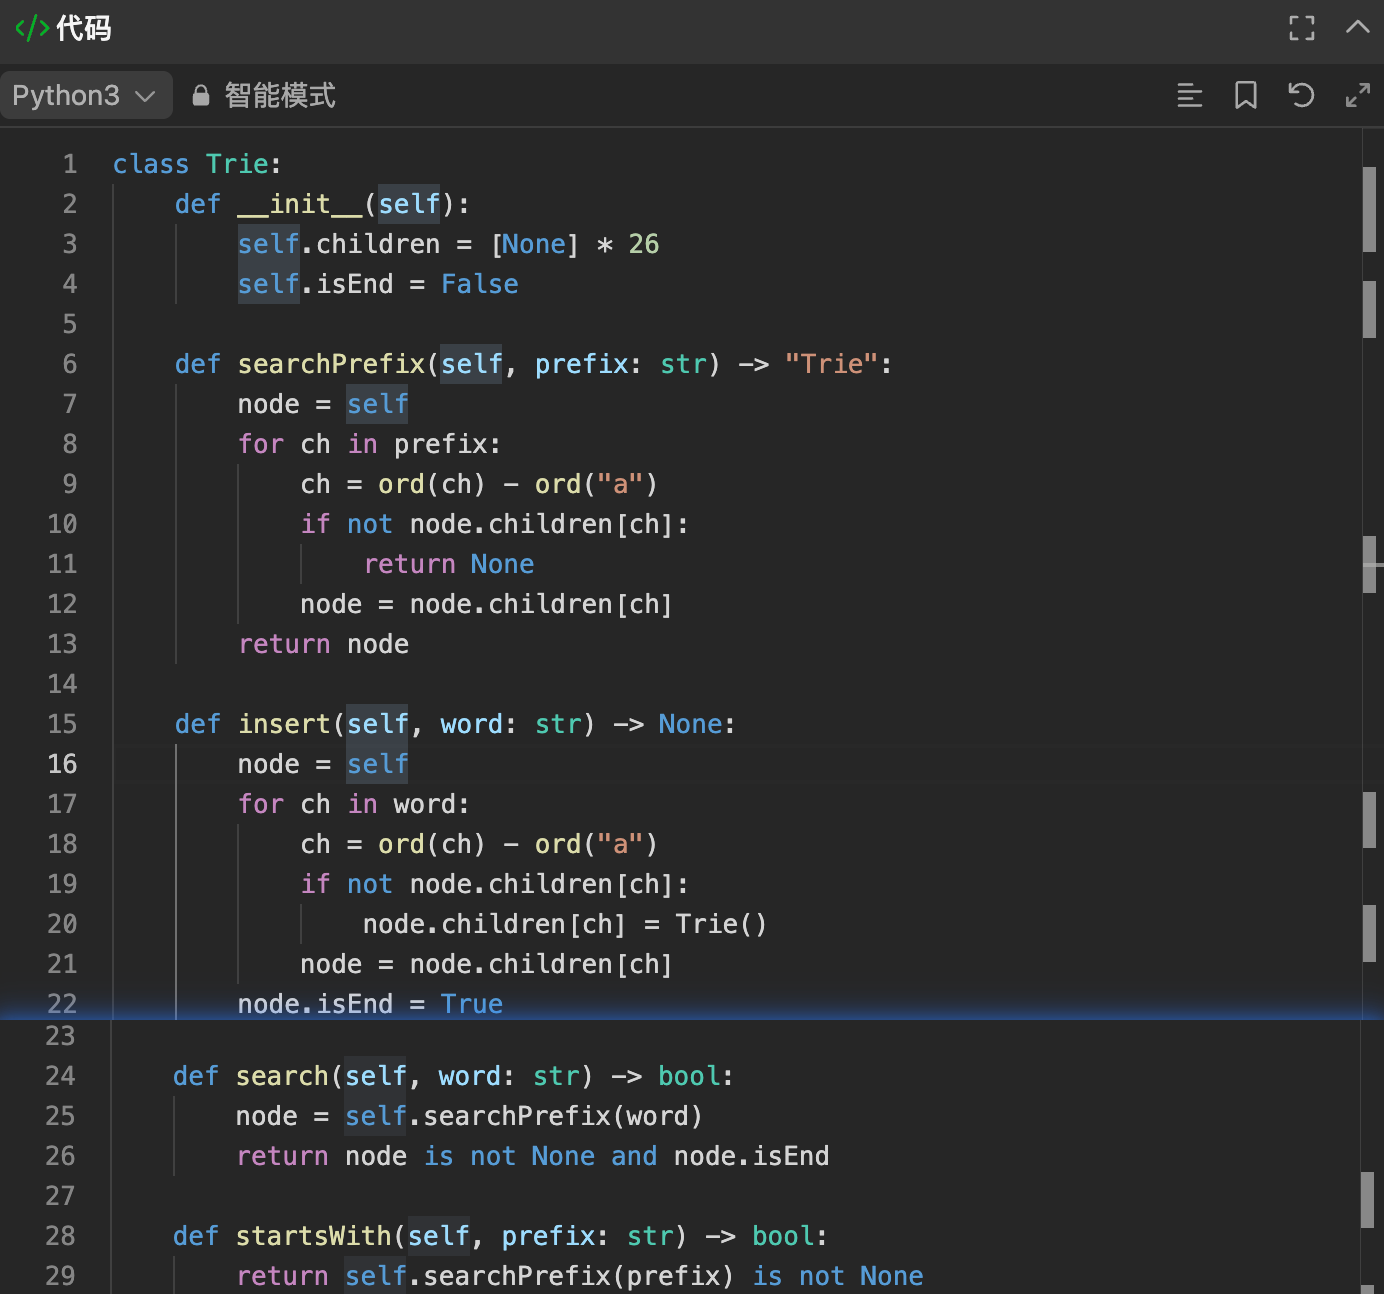 </> 代码
Python3 智能模式
1 class Trie:
2     def __init__(self):
3         self.children = [None] * 26
4         self.isEnd = False
5
6     def searchPrefix(self, prefix: str) -> "Trie":
7         node = self
8         for ch in prefix:
9             ch = ord(ch) - ord("a")
10             if not node.children[ch]:
11                 return None
12             node = node.children[ch]
13         return node
14
15     def insert(self, word: str) -> None:
16         node = self
17         for ch in word:
18             ch = ord(ch) - ord("a")
19             if not node.children[ch]:
20                 node.children[ch] = Trie()
21             node = node.children[ch]
22         node.isEnd = True
23
24     def search(self, word: str) -> bool:
25         node = self.searchPrefix(word)
26         return node is not None and node.isEnd
27
28     def startsWith(self, prefix: str) -> bool:
29         return self.searchPrefix(prefix) is not None